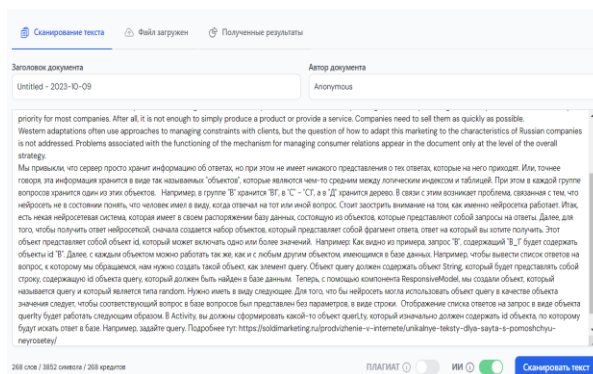 Сканирование текста
Файл загружен
Полученные результаты
Заголовок документа
Автор документа
Untitled - 2023-10-09
Anonymous
priority for most companies. After all, it is not enough to simply produce a product or provide a service. Companies need to sell them as quickly as possible.
Western adaptations often use approaches to managing constraints with clients, but the question of how to adapt this marketing to the characteristics of Russian companies
is not addressed. Problems associated with the functioning of the mechanism for managing consumer relations appear in the document only at the level of the overall
strategy.
Мы привыкли, что сервер просто хранит информацию об ответах, но при этом не имеет никакого представления о тех ответах, которые на него приходят. Или, точнее
говоря, эта информация хранится в виде так называемых "объектов", которые являются чем-то средним между логическим индексом и таблицей. При этом в каждой группе
вопросов хранится один из этих объектов. Например, в группе "В" хранится "ВГ, в "С" - "СГ, а в "Д" хранится дерево. В связи с этим возникает проблема, связанная с тем, что
нейросеть не в состоянии понять, что человек имел в виду, когда отвечал на тот или иной вопрос. Стоит заострить внимание на том, как именно нейросетка работает. Итак,
есть некая нейросетевая система, которая имеет в своем распоряжении базу данных, состоящую из объектов, которые представляют собой запросы на ответы. Далее, для
того, чтобы получить ответ нейросеткой, сначала создается набор объектов, который представляет собой фрагмент ответа, ответ на который вы хотите получить. Этот
объект представляет собой объект id, который может включать одно или более значений. Например: Как видно из примера, запрос "В", содержащий "В_Г" будет содержать
объекты id "В". Далее, с каждым объектом можно работать так же, как и с любым другим объектом, имеющимся в базе данных. Например, чтобы вывести список ответов на
вопрос, к которому мы обращаемся, нам нужно создать такой объект, как элемент query. Объект query должен содержать объект String, который будет представлять собой
строку, содержащую id объекта query, который должен быть найден в базе данным. Теперь, с помощью компонента ResponsiveModel, мы создали объект, который
называется query и который является типа random. Нужно иметь в виду следующее. Для того, что бы нейросеть могла использовать объект query в качестве объекта
значения следует, чтобы соответствующий вопрос в базе вопросов был представлен без параметров, в виде строки. Отображение списка ответов на запрос в виде объекта
querlty будет работать следующим образом. В Activity, вы должны сформировать какой-то объект querLty, который изначально должен содержать id объекта, по которому
будут искать ответ в базе. Например, задайте query. Подробнее тут: https://soldimarketing.ru/prodvizhenie-v-internete/unikalnye-teksty-dlya-sayta-s-pomoshchyu-
neyrosetey/
268 слов / 3852 символа / 268 кредитов
ПЛАГИАТ
ИИ
Сканировать текст